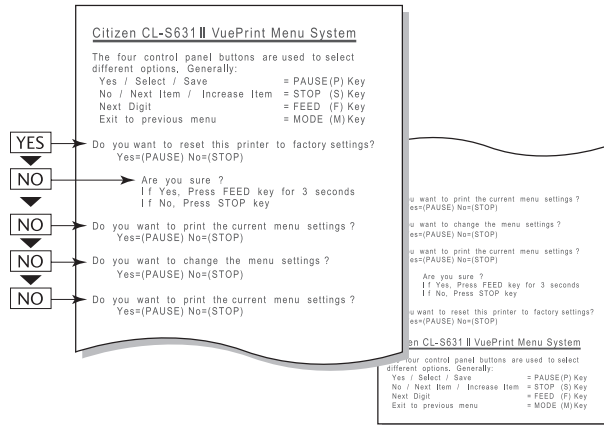 Citizen CL-S631Ⅱ VuePrint Menu System
The four control panel buttons are used to select
different options, Generally:
Yes / Select / Save = PAUSE(P) Key
No / Next Item / Increase Item = STOP (S) Key
Next Digit = FEED (F) Key
Exit to previous menu = MODE (M) Key
YES
Do you want to reset this printer to factory settings?
Yes=(PAUSE) No=(STOP)
NO
Are you sure ?
If Yes, Press FEED key for 3 seconds
If No, Press STOP key
NO
Do you want to print the current menu settings ?
Yes=(PAUSE) No=(STOP)
NO
Do you want to change the menu settings ?
Yes=(PAUSE) No=(STOP)
NO
Do you want to print the current menu settings ?
Yes=(PAUSE) No=(STOP)
want to print the current menu settings ?
es=(PAUSE) No=(STOP)
want to change the menu settings ?
es=(PAUSE) No=(STOP)
want to print the current menu settings ?
es=(PAUSE) No=(STOP)
Are you sure ?
If Yes, Press FEED key for 3 seconds
If No, Press STOP key
want to reset this printer to factory settings?
es=(PAUSE) No=(STOP)
en CL-S631Ⅱ VuePrint Menu System
four control panel buttons are used to select
different options. Generally:
Yes / Select / Save = PAUSE(P) Key
No / Next Item / Increase Item = STOP (S) Key
Next Digit = FEED (F) Key
Exit to previous menu = MODE (M) Key